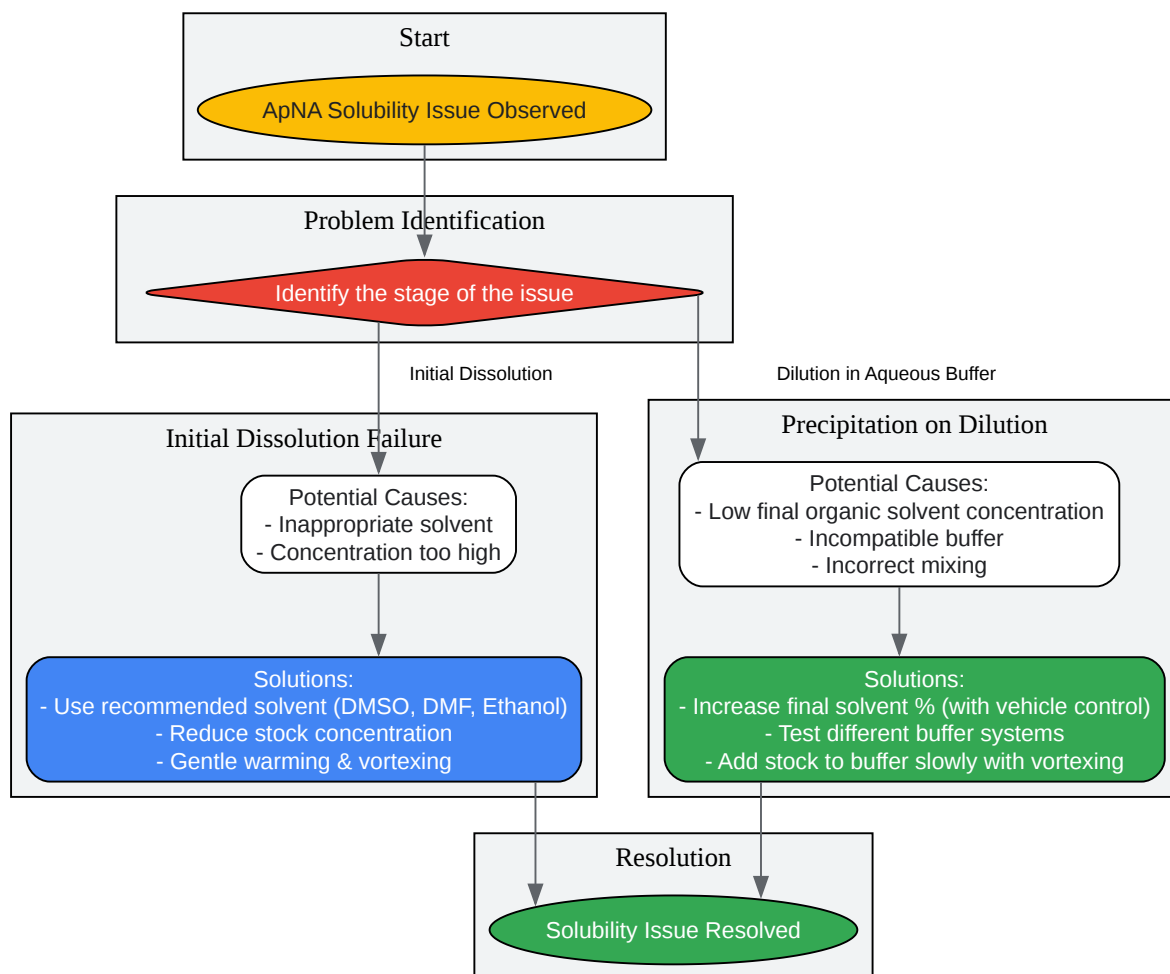 Start
ApNA Solubility Issue Observed
Problem Identification
Identify the stage of the issue
Initial Dissolution
Dilution in Aqueous Buffer
Initial Dissolution Failure
Potential Causes:
- Inappropriate solvent
- Concentration too high
Solutions:
- Use recommended solvent (DMSO, DMF, Ethanol)
- Reduce stock concentration
- Gentle warming & vortexing
Precipitation on Dilution
Potential Causes:
- Low final organic solvent concentration
- Incompatible buffer
- Incorrect mixing
Solutions:
- Increase final solvent % (with vehicle control)
- Test different buffer systems
- Add stock to buffer slowly with vortexing
Resolution
Solubility Issue Resolved